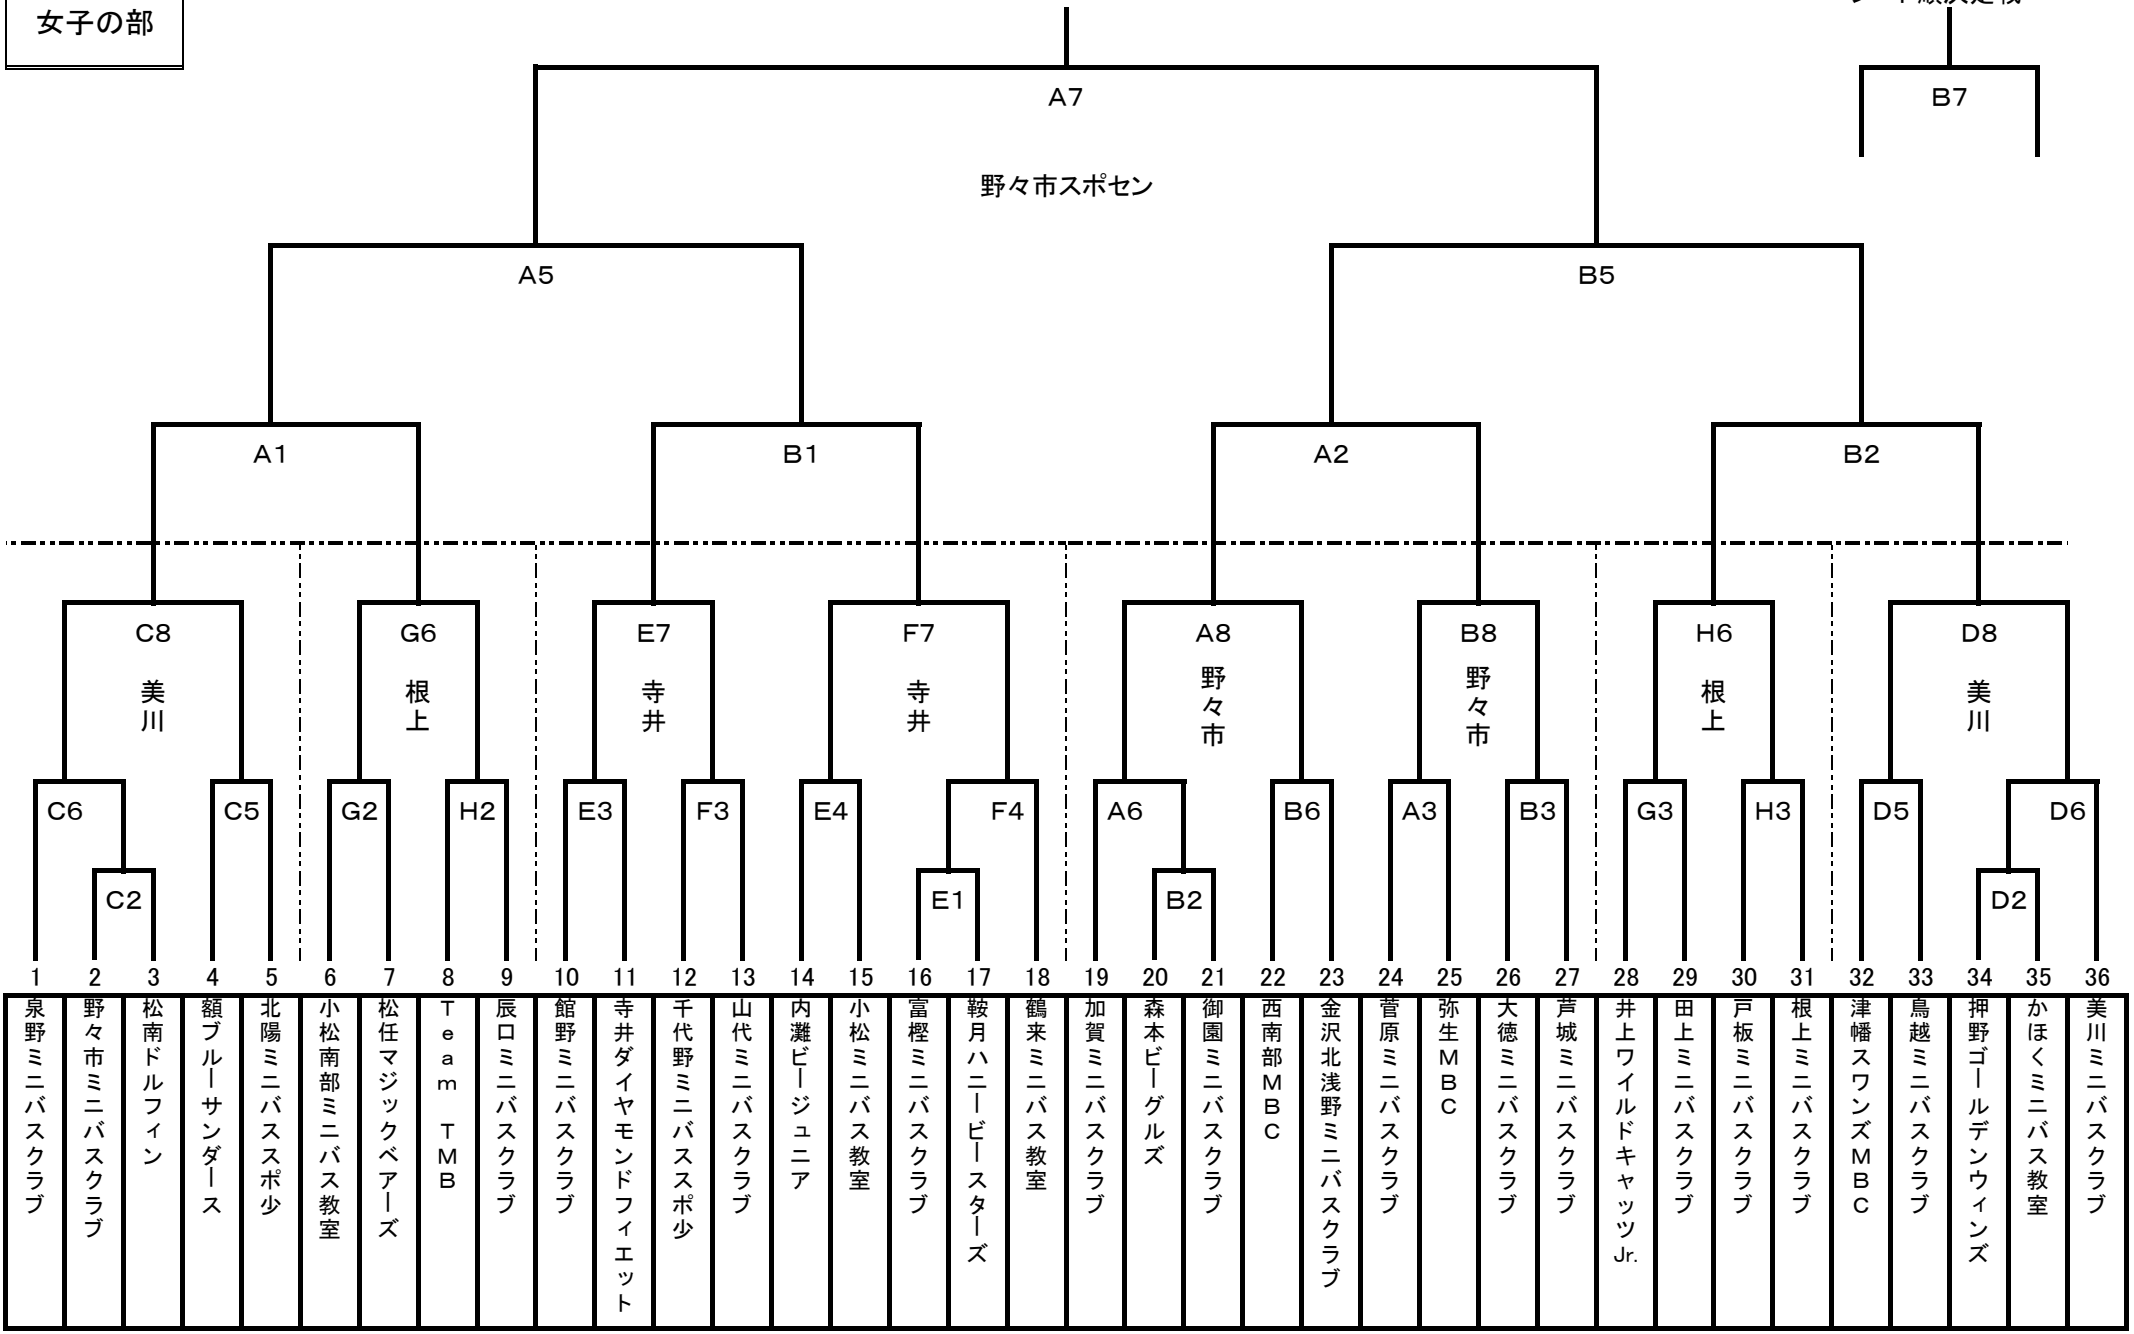 女子の部
A7
B7
野々市スポセン
A5
B5
A1
B1
A2
B2
C8
G6
E7
F7
A8
B8
H6
D8
美川
根上
寺井
寺井
野々市
野々市
根上
美川
C6
C5
G2
H2
E3
F3
E4
F4
A6
B6
A3
B3
G3
H3
D5
D6
C2
E1
B2
D2
1 2 3 4 5 6 7 8 9 10 11 12 13 14 15 16 17 18 19 20 21 22 23 24 25 26 27 28 29 30 31 32 33 34 35 36
泉野ミニバスクラブ
野々市ミニバスクラブ
松南ドルフィン
額ブルーサンダース
北陽ミニバススポ少
小松南部ミニバス教室
松任マジックベアーズ
Team TMB
辰口ミニバスクラブ
館野ミニバスクラブ
寺井ダイヤモンドフィエット
千代野ミニバススポ少
山代ミニバスクラブ
内灘ビージュニア
小松ミニバス教室
富樫ミニバスクラブ
鞍月ハニービースターズ
鶴来ミニバス教室
加賀ミニバスクラブ
森本ビーグルズ
御園ミニバスクラブ
西南部MBC
金沢北浅野ミニバスクラブ
菅原ミニバスクラブ
弥生MBC
大徳ミニバスクラブ
芦城ミニバスクラブ
井上ワイルドキャッツJr.
田上ミニバスクラブ
戸板ミニバスクラブ
根上ミニバスクラブ
津幡スワンズMBC
鳥越ミニバスクラブ
押野ゴールデンウィンズ
かほくミニバス教室
美川ミニバスクラブ